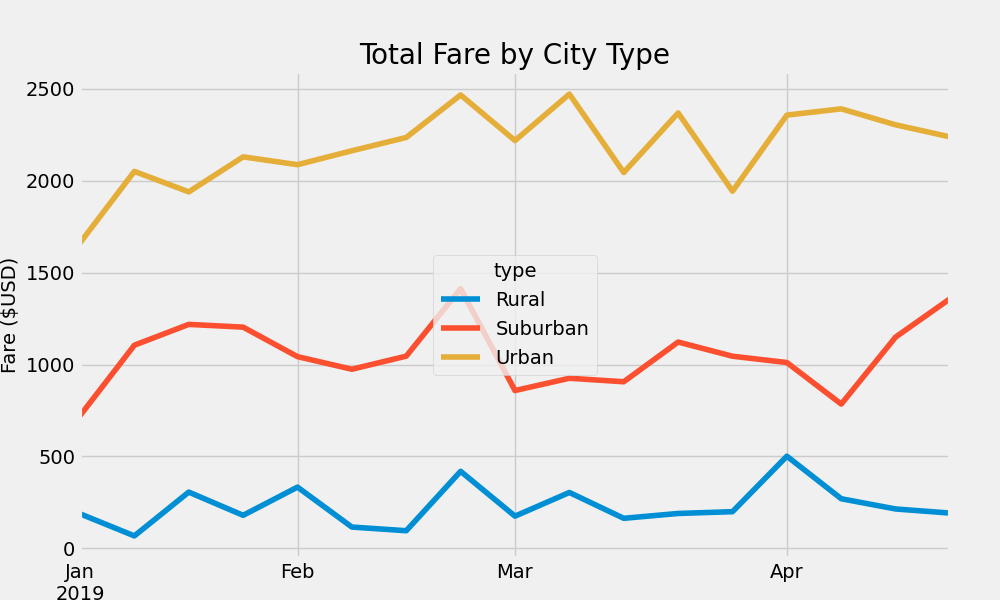 Total Fare by City Type
Fare ($USD)
2500
2000
1500
1000
500
0
type
Rural
Suburban
Urban
Jan
2019
Feb
Mar
Apr